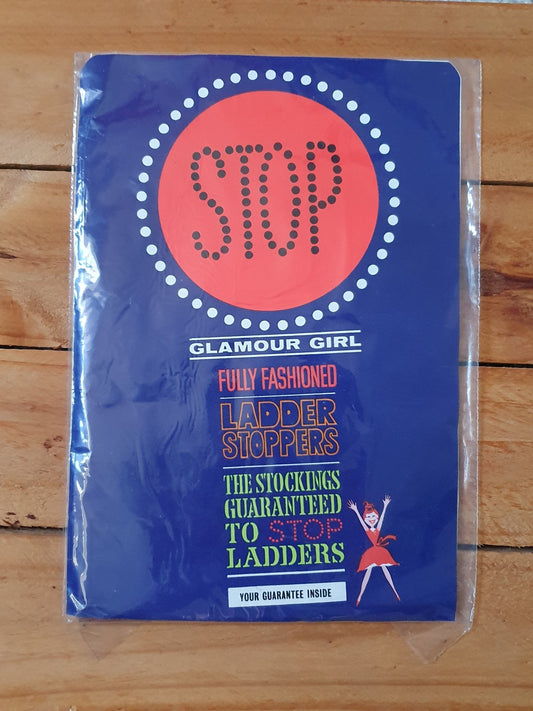 STOP
GLAMOUR GIRL
FULLY FASHIONED
LADDER
STOPPERS
THE STOCKINGS
GUARANTEED
TO STOP
LADDERS
YOUR GUARANTEE INSIDE